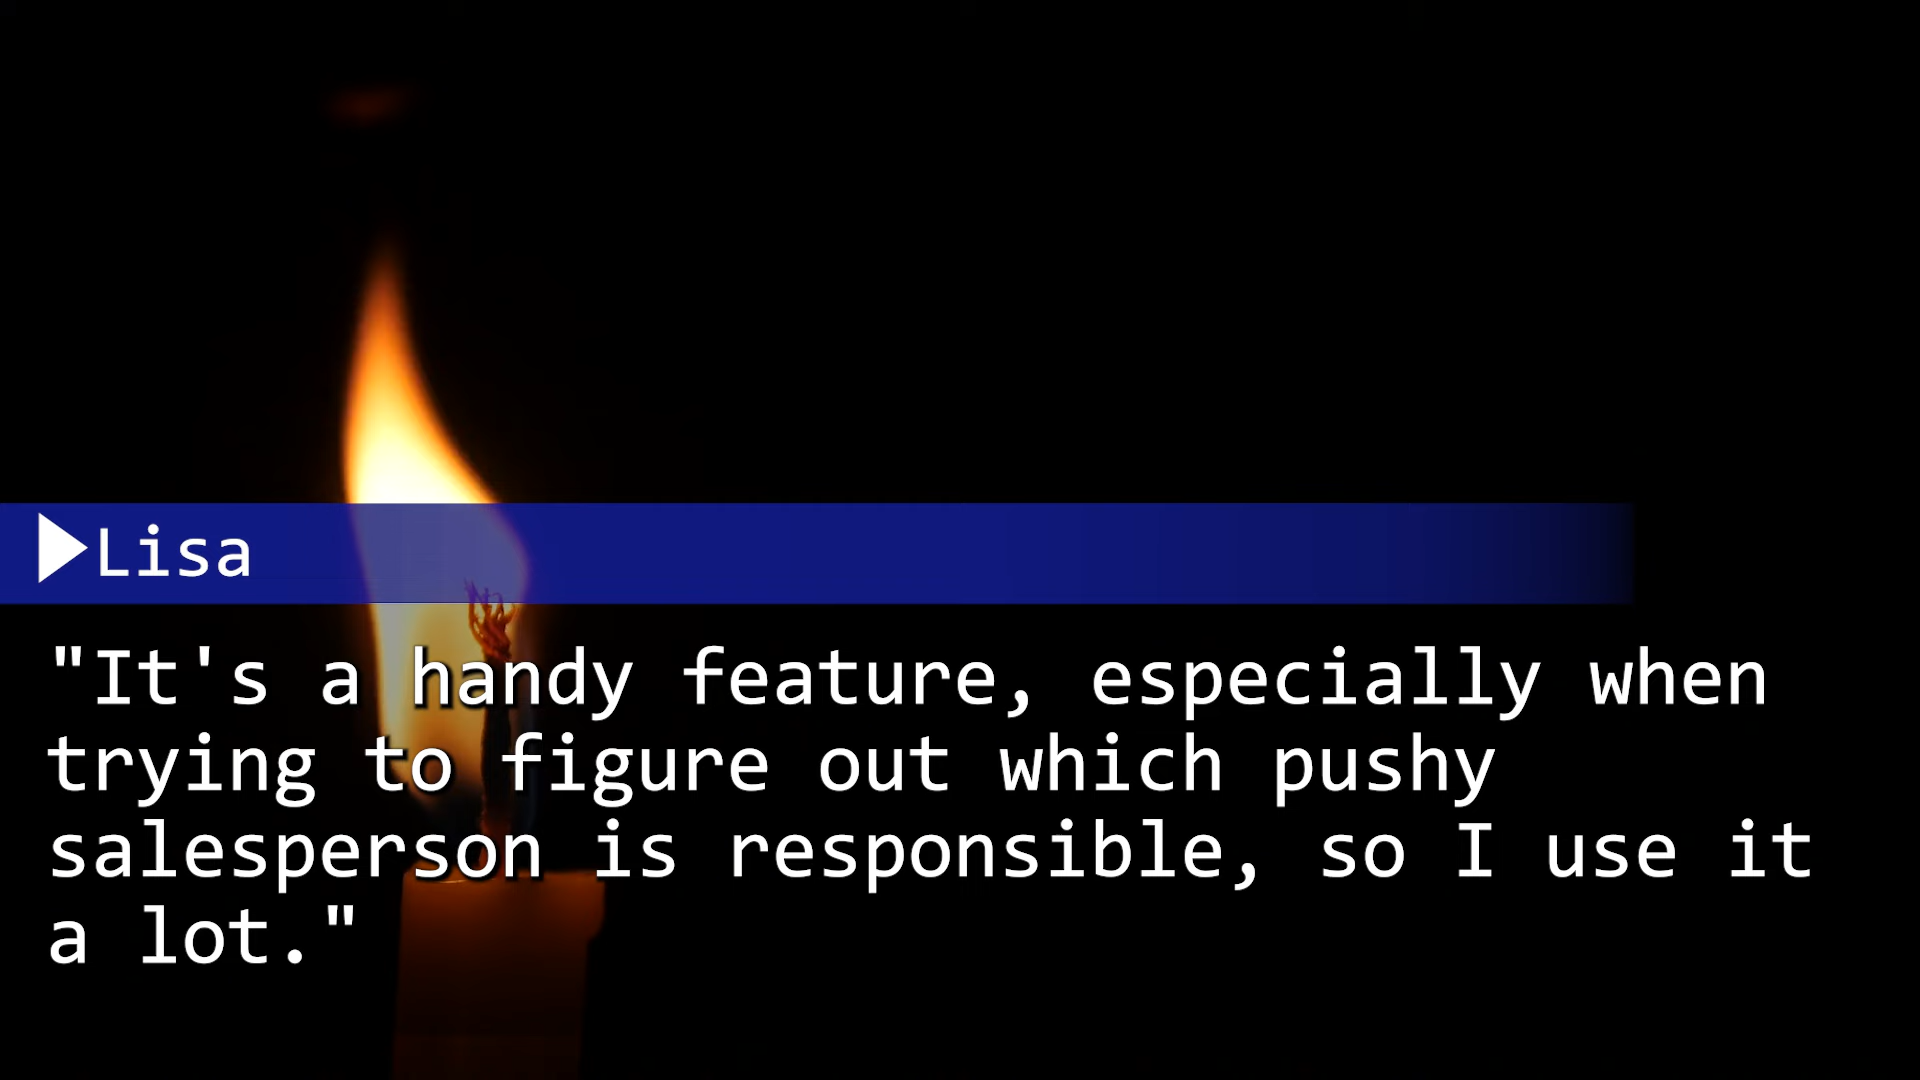 ▶Lisa
"It's a handy feature, especially when
trying to figure out which pushy
salesperson is responsible, so I use it
a lot."